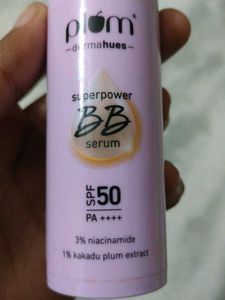 plum
dermahues
superpower
BB
serum
SPF 50
PA ++++
3% niacinamide
1% kakadu plum extract